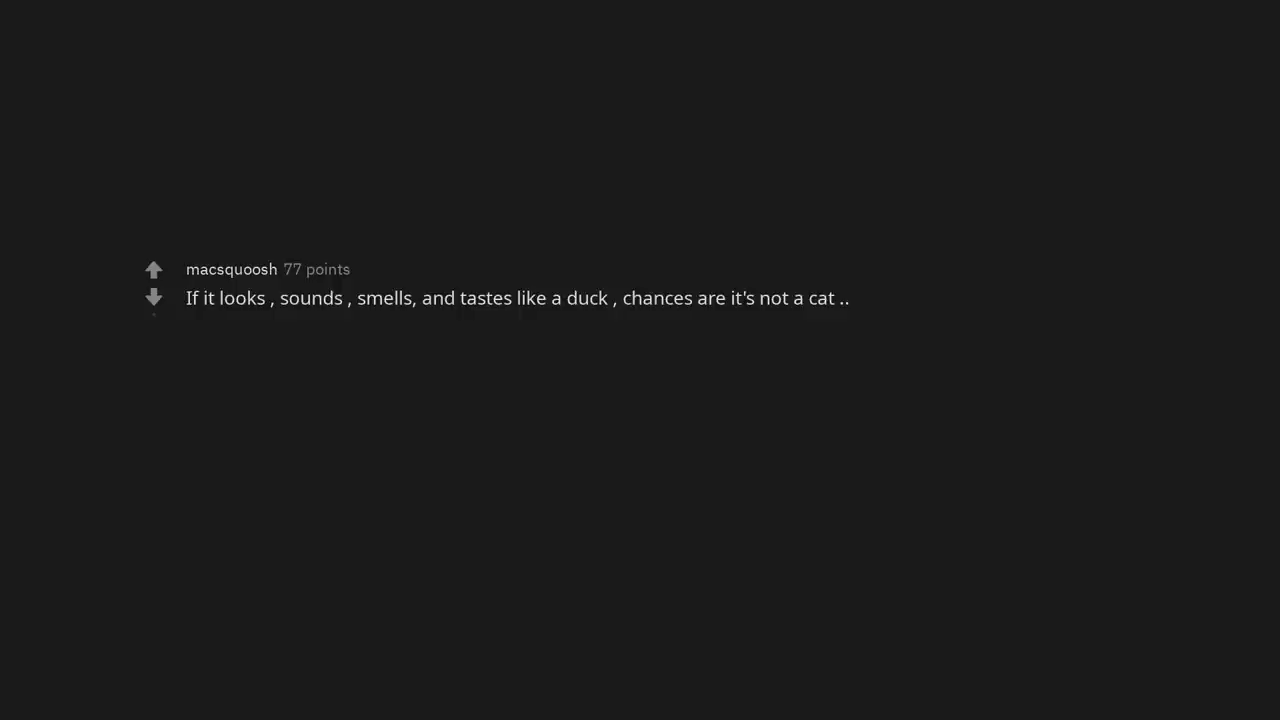 macsquoosh 77 points
If it looks , sounds , smells, and tastes like a duck , chances are it's not a cat ..